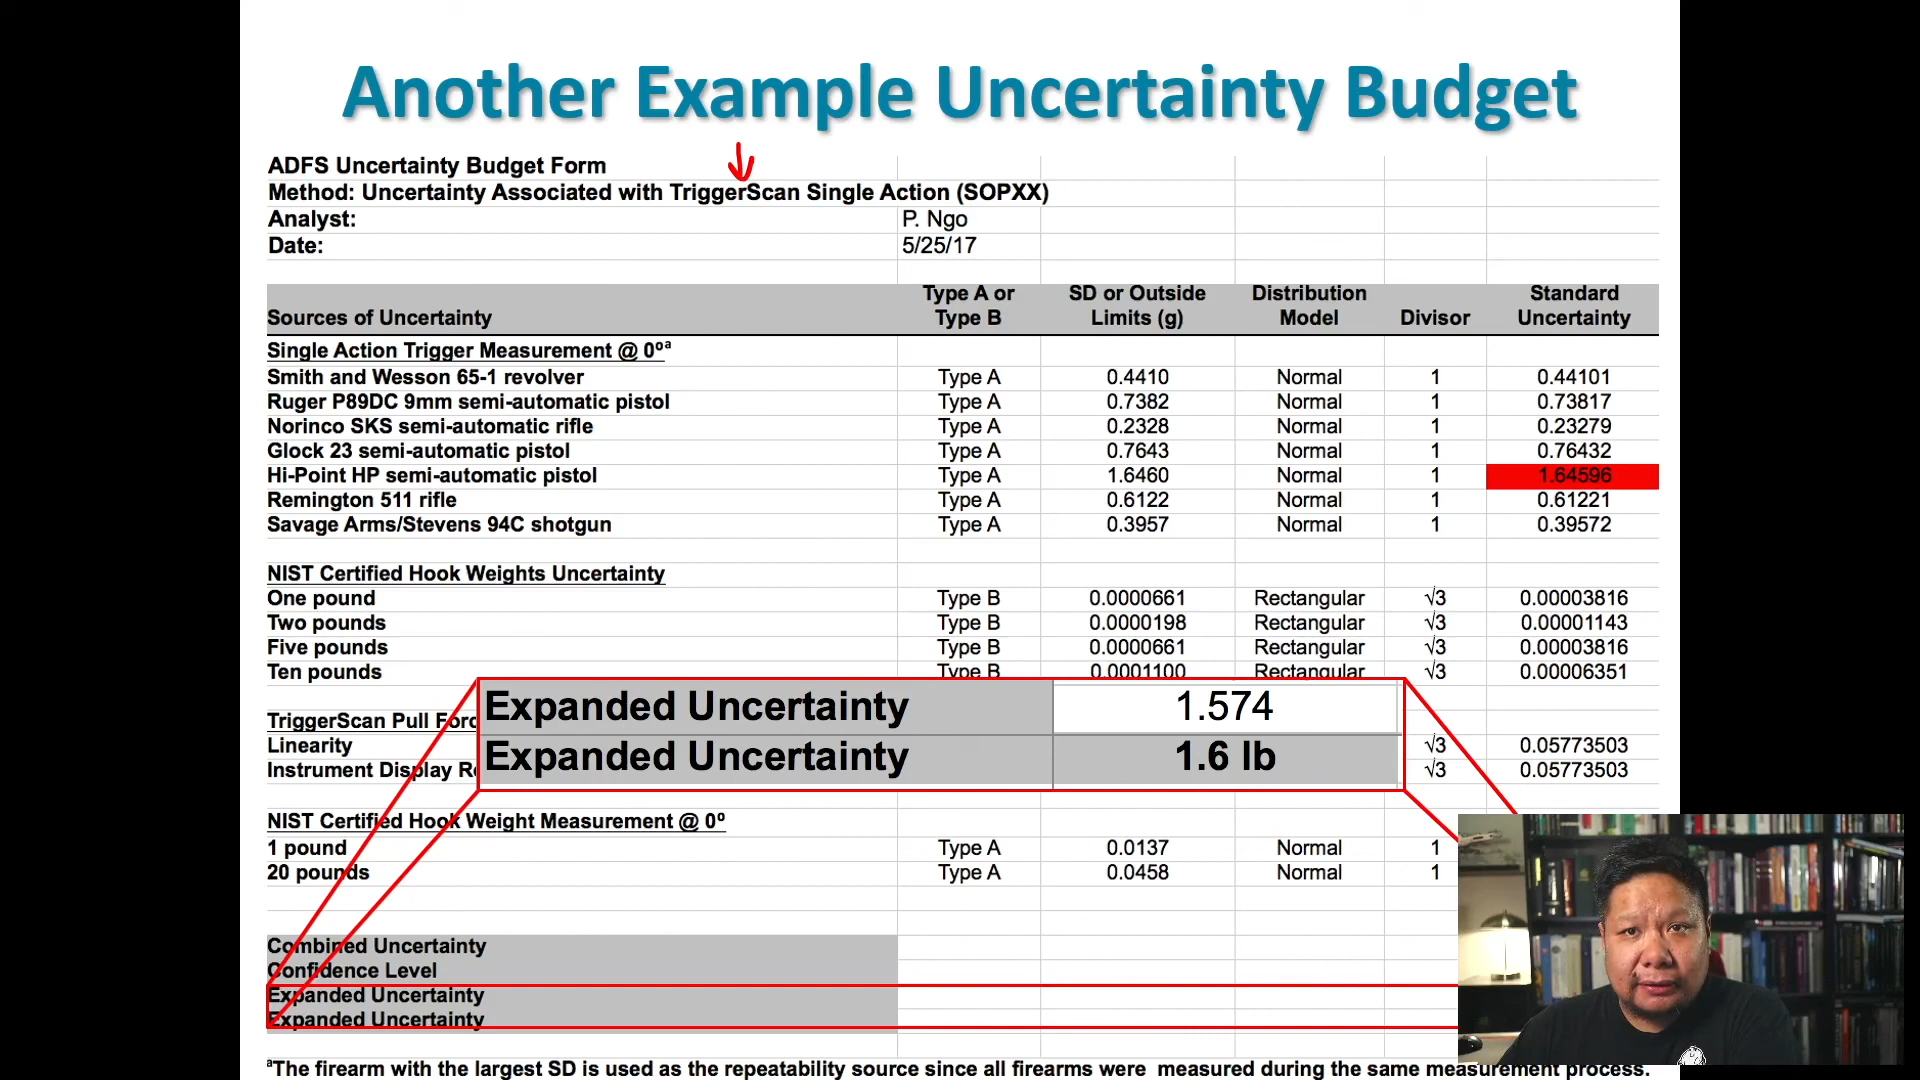 Another Example Uncertainty Budget
ADFS Uncertainty Budget Form
Method: Uncertainty Associated with TriggerScan Single Action (SOPXX)
Analyst: P. Ngo
Date: 5/25/17
Sources of Uncertainty Type A or Type B SD or Outside Limits (g) Distribution Model Divisor Standard Uncertainty
Single Action Trigger Measurement @ 0ºᵃ
Smith and Wesson 65-1 revolver Type A 0.4410 Normal 1 0.44101
Ruger P89DC 9mm semi-automatic pistol Type A 0.7382 Normal 1 0.73817
Norinco SKS semi-automatic rifle Type A 0.2328 Normal 1 0.23279
Glock 23 semi-automatic pistol Type A 0.7643 Normal 1 0.76432
Hi-Point HP semi-automatic pistol Type A 1.6460 Normal 1 1.64596
Remington 511 rifle Type A 0.6122 Normal 1 0.61221
Savage Arms/Stevens 94C shotgun Type A 0.3957 Normal 1 0.39572
NIST Certified Hook Weights Uncertainty
One pound Type B 0.0000661 Rectangular √3 0.00003816
Two pounds Type B 0.0000198 Rectangular √3 0.00001143
Five pounds Type B 0.0000661 Rectangular √3 0.00003816
Ten pounds Type B 0.0001100 Rectangular √3 0.00006351
Expanded Uncertainty 1.574
Expanded Uncertainty 1.6 lb
TriggerScan Pull
Linearity √3 0.05773503
Instrument Display √3 0.05773503
NIST Certified Hook Weight Measurement @ 0º
1 pound Type A 0.0137 Normal 1
20 pounds Type A 0.0458 Normal 1
Combined Uncertainty
Confidence Level
Expanded Uncertainty
Expanded Uncertainty
ᵃThe firearm with the largest SD is used as the repeatability source since all firearms were measured during the same measurement process.